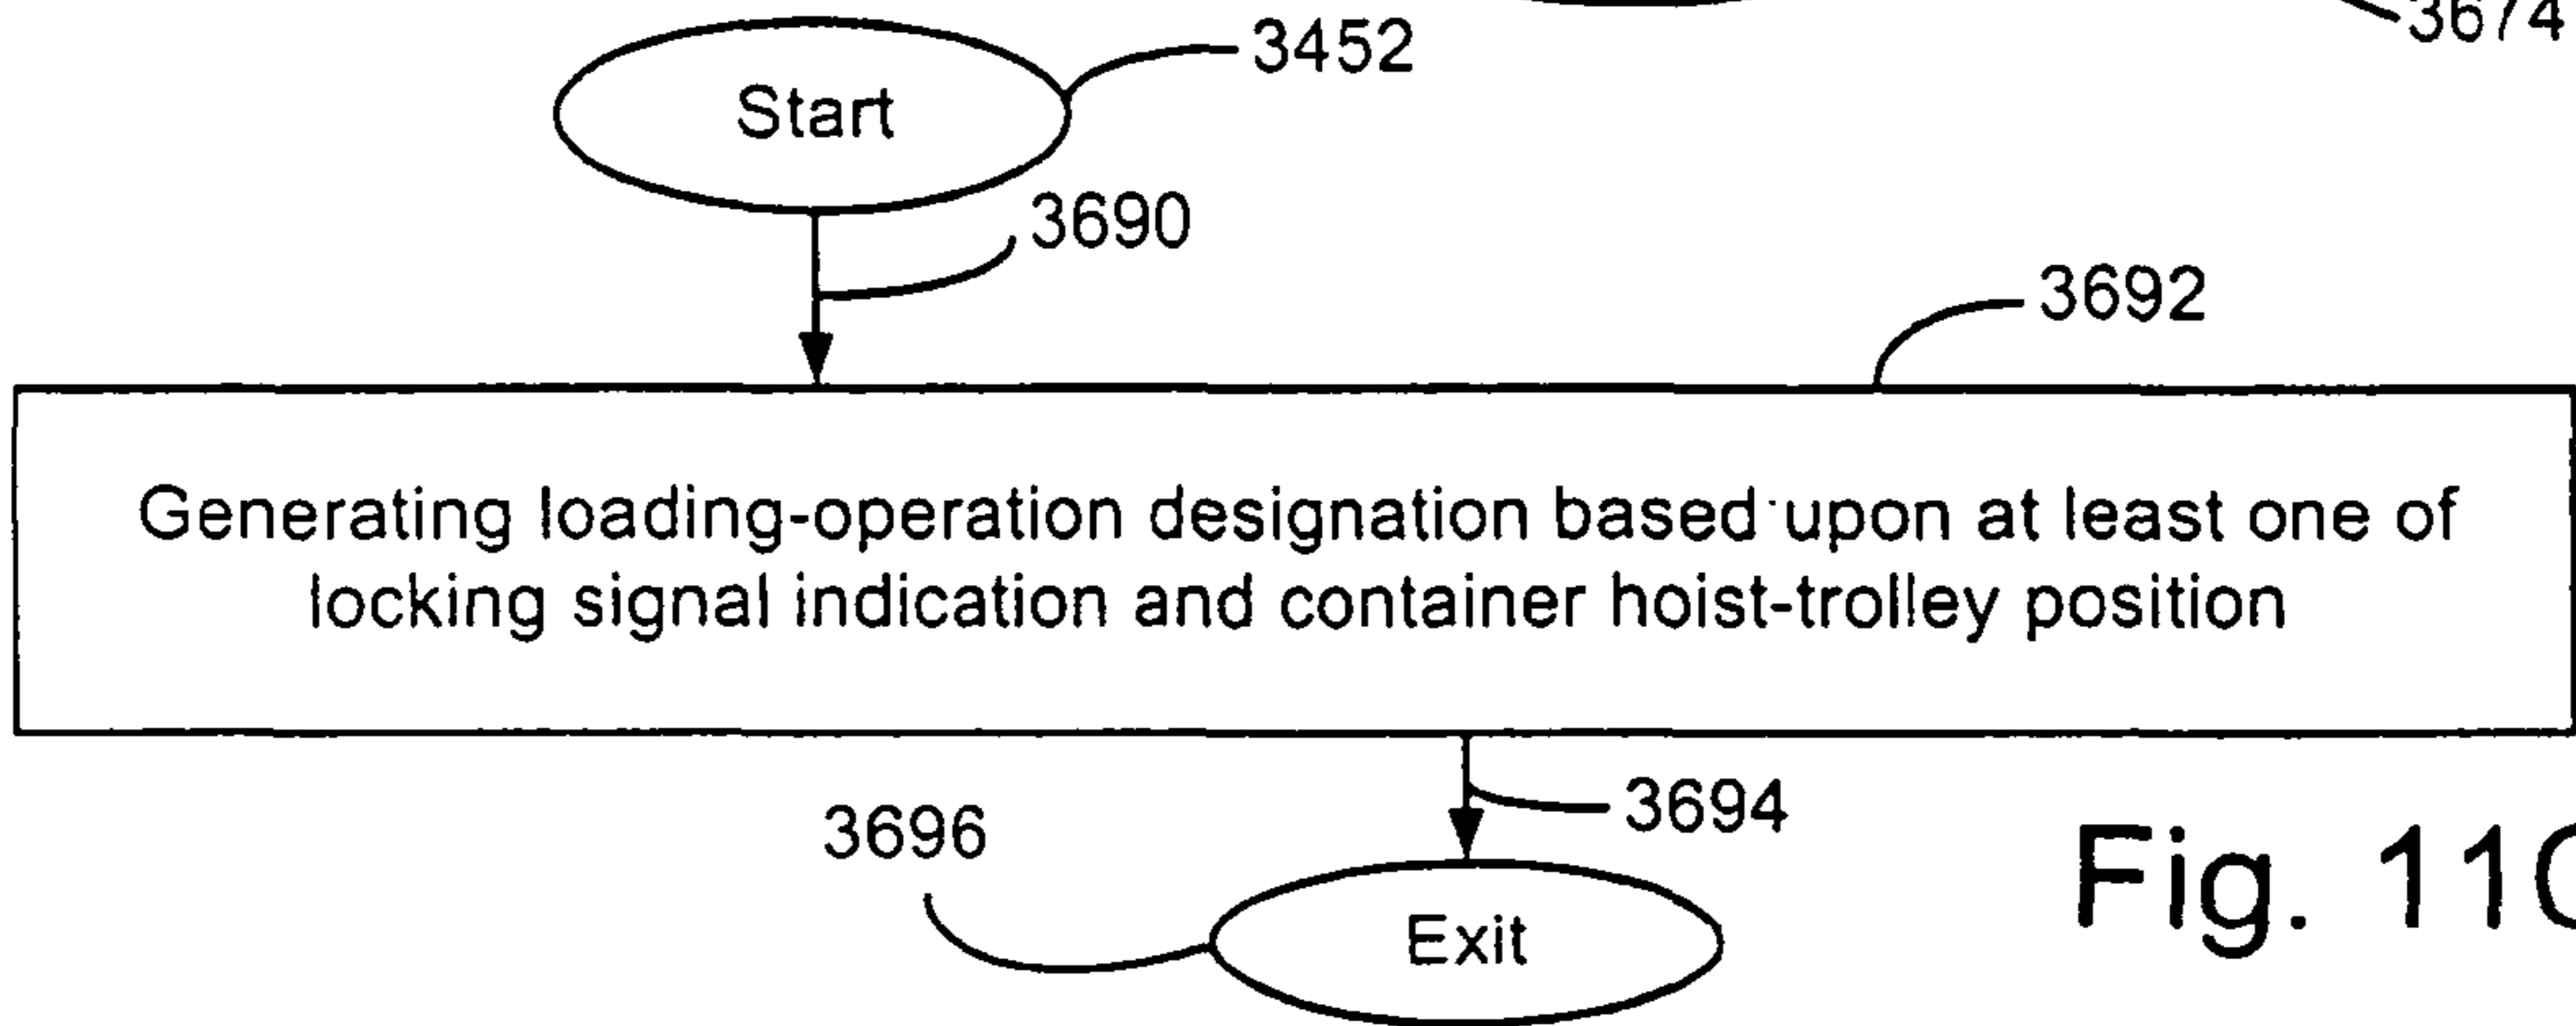 3674
3452
Start
3690
3692
Generating loading-operation designation based upon at least one of
locking signal indication and container hoist-trolley position
3694
3696
Exit
Fig.